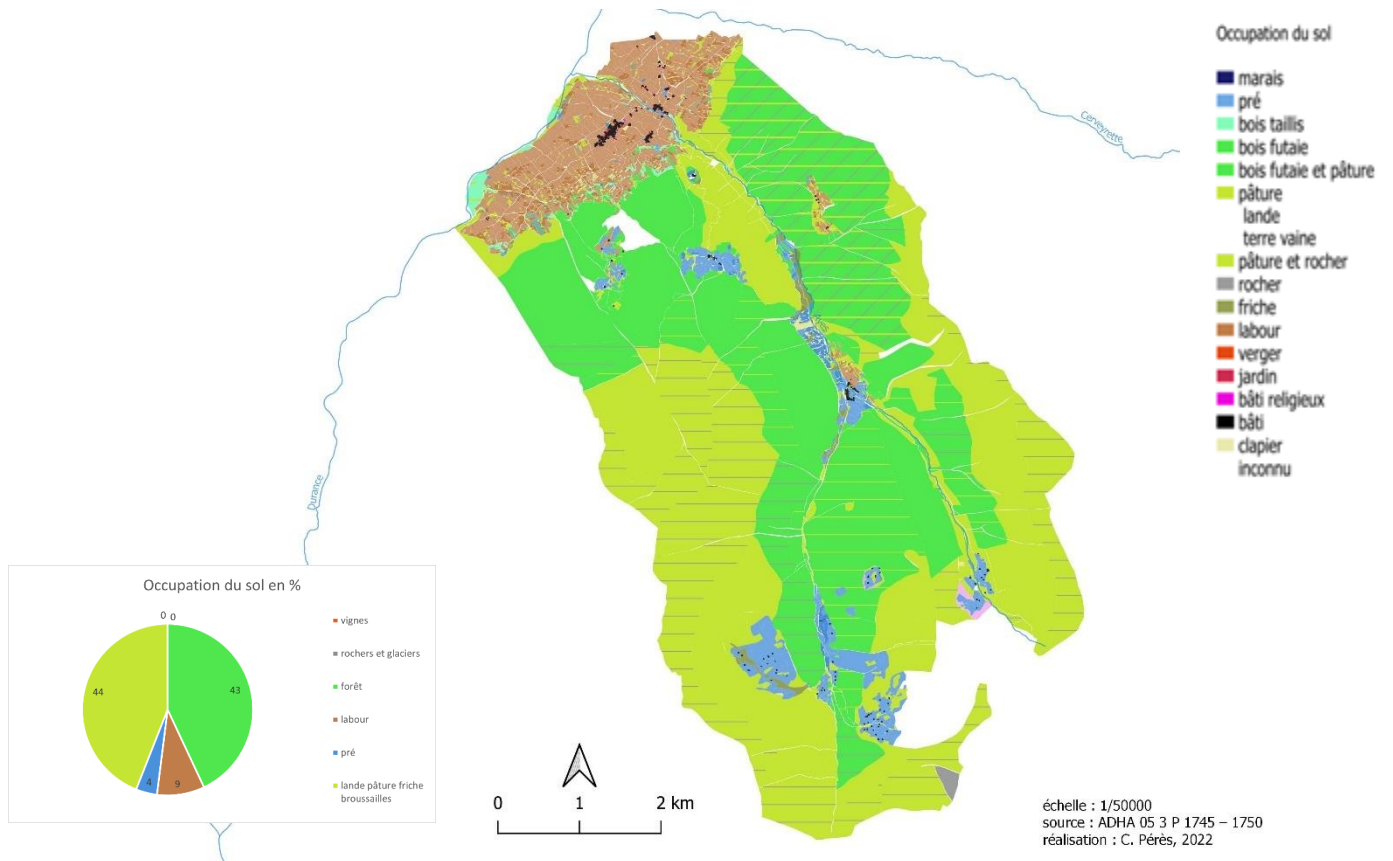 Occupation du sol
marais
pré
bois taillis
bois futaie
bois futaie et pâture
pâture
lande
terre vaine
pâture et rocher
rocher
friche
labour
verger
jardin
bâti religieux
bâti
clapier
inconnu
Cerveyrette
Durance
Occupation du sol en %
0 0
44
43
4
9
vignes
rochers et glaciers
forêt
labour
pré
lande pâture friche
broussailles
0 1 2 km
échelle : 1/50000
source : ADHA 05 3 P 1745 – 1750
réalisation : C. Pérès, 2022